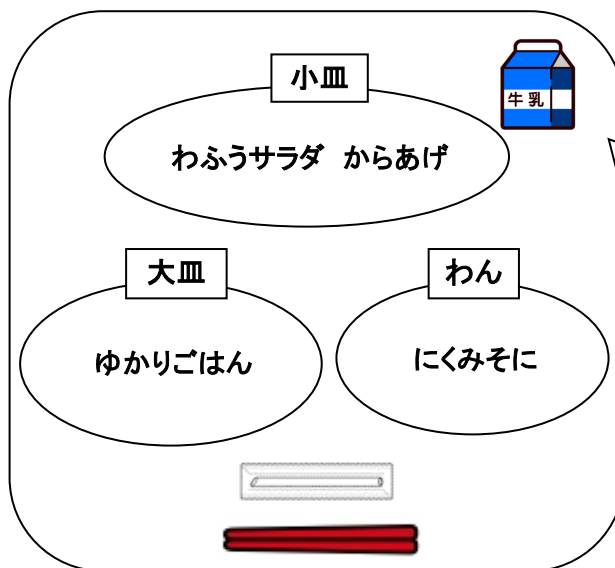 小皿
牛乳
わふうサラダ　からあげ
大皿
わん
ゆかりごはん
にくみそに